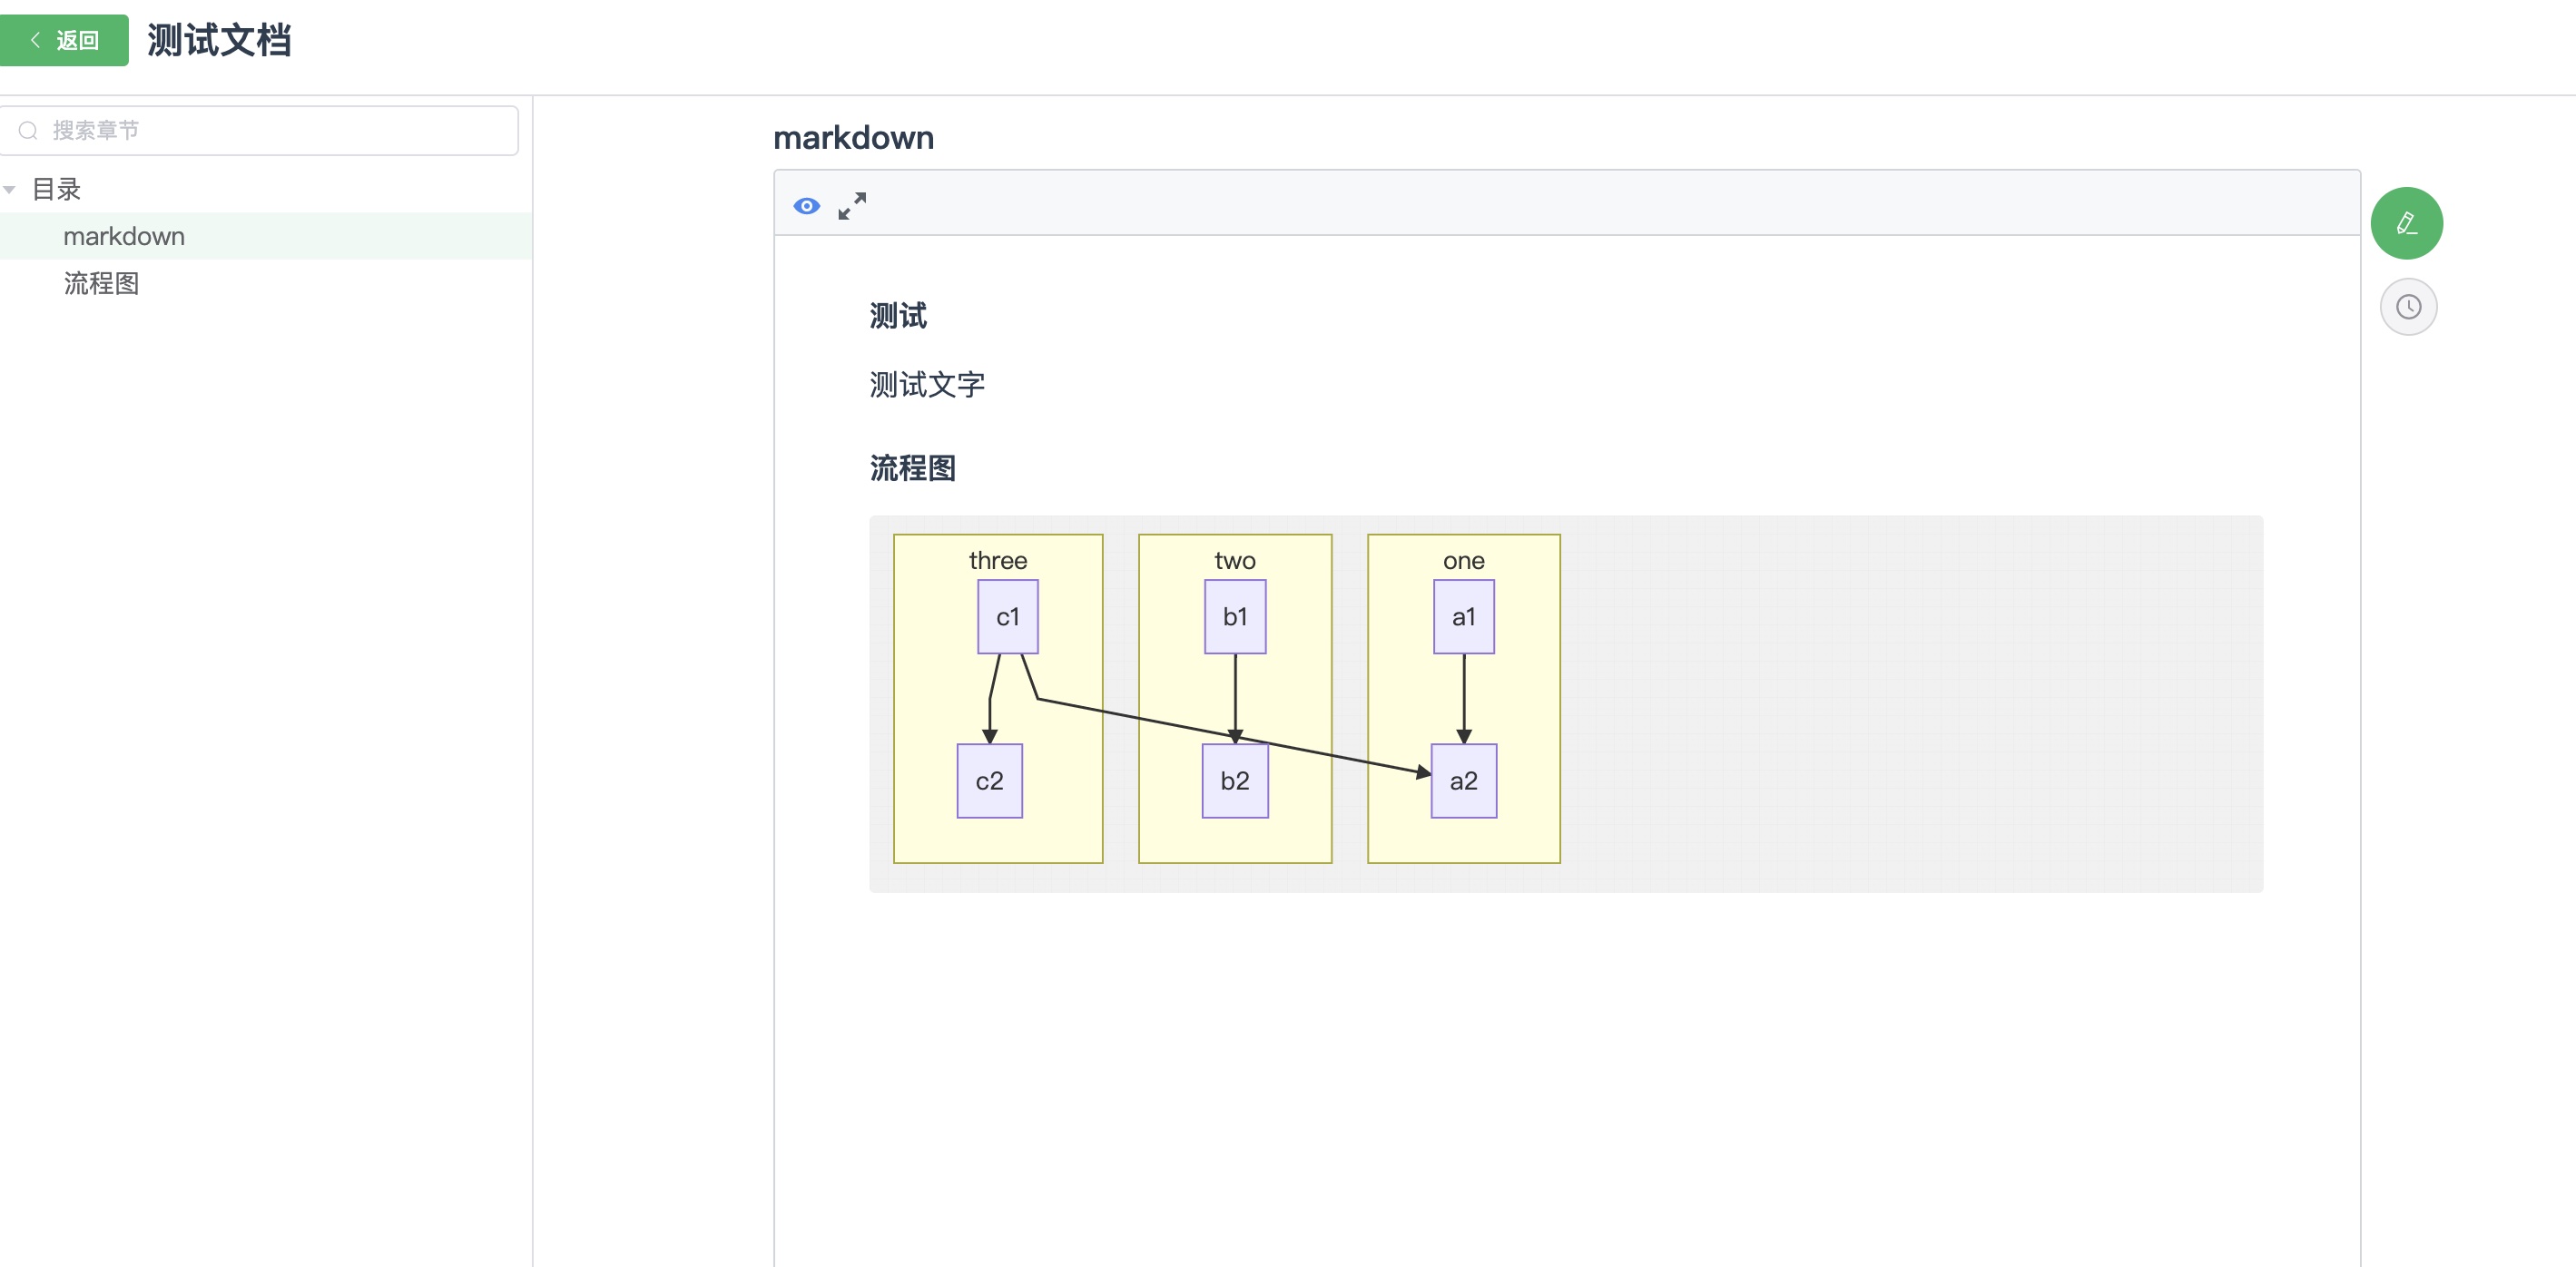 返回
测试文档
搜索章节
目录
markdown
流程图
markdown
测试
测试文字
流程图
three
two
one
c1
b1
a1
c2
b2
a2